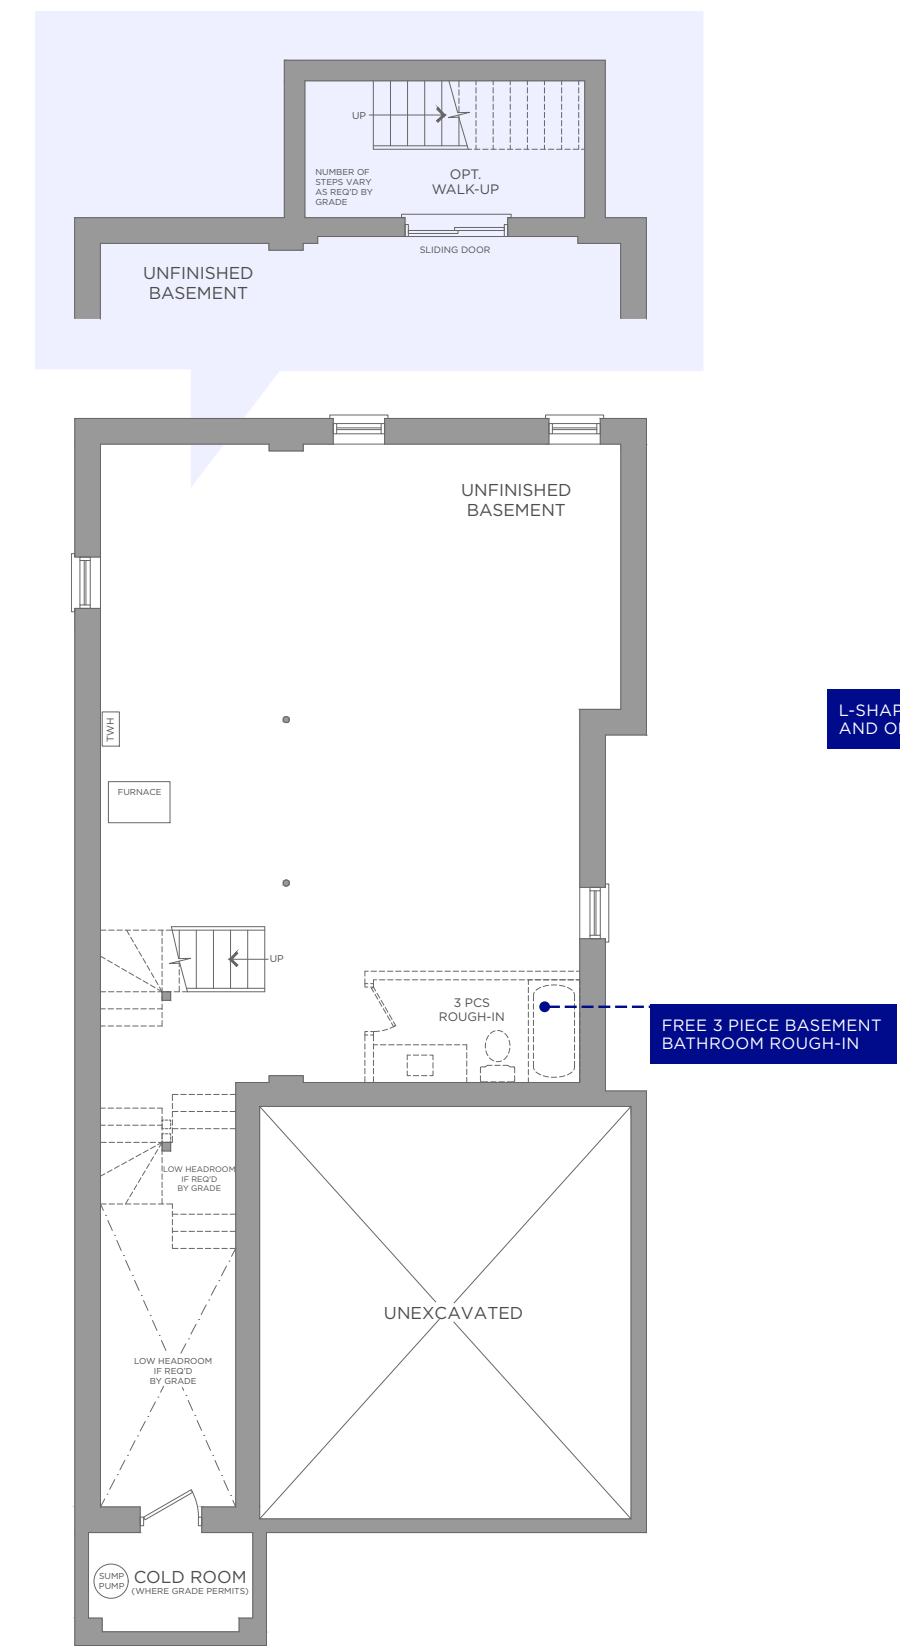 UP
NUMBER OF
STEPS VARY
AS REQ'D BY
GRADE
OPT.
WALK-UP
SLIDING DOOR
UNFINISHED
BASEMENT
UNFINISHED
BASEMENT
TWH
FURNACE
UP
3 PCS
ROUGH-IN
FREE 3 PIECE BASEMENT
BATHROOM ROUGH-IN
LOW HEADROOM
IF REQ'D
BY GRADE
UNEXCAVATED
LOW HEADROOM
IF REQ'D
BY GRADE
SUMP
PUMP
COLD ROOM
(WHERE GRADE PERMITS)
L-SHAP
AND